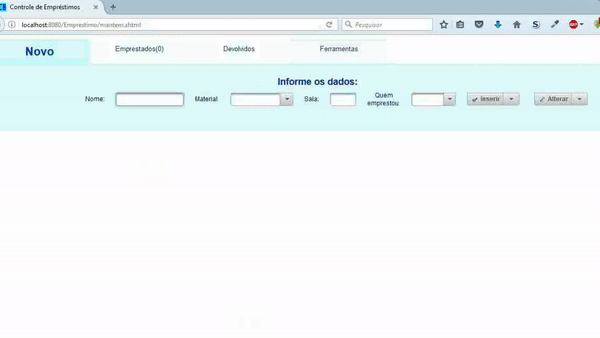 Controle de Empréstimos
localhost:8080/Emprestimo/mantem.xhtml
Pesquisar
Novo
Emprestados(0)
Devolvidos
Ferramentas
Informe os dados:
Nome:
Material
Sala:
Quem
emprestou
Inserir
Alterar